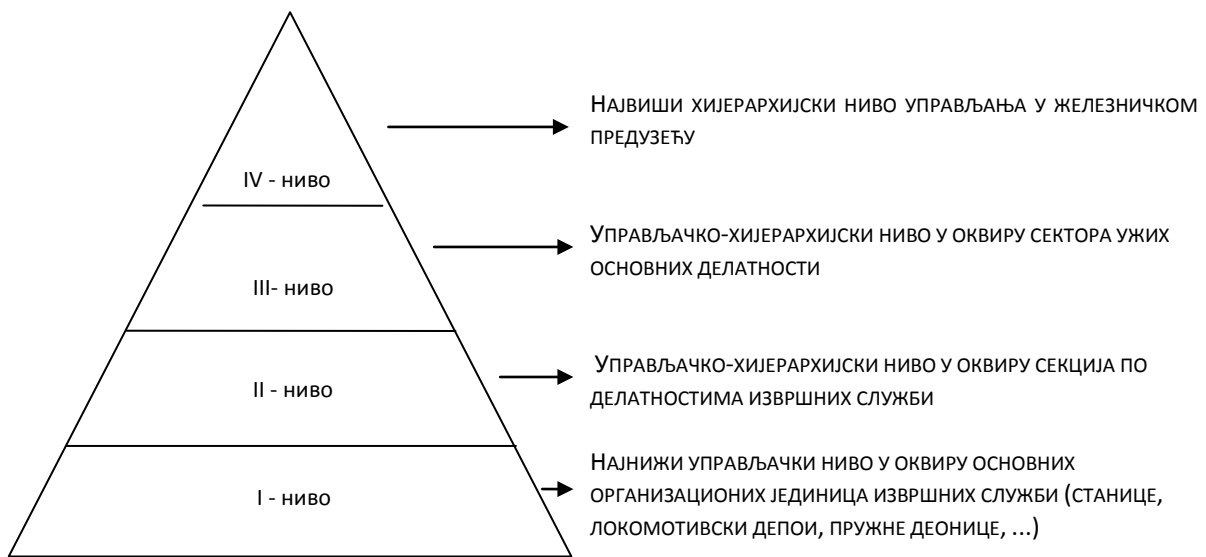 НАЈВИШИ ХИЈЕРАРХИЈСКИ НИВО УПРАВЉАЊА У ЖЕЛЕЗНИЧКОМ
ПРЕДУЗЕЋУ
IV - ниво
УПРАВЉАЧКО-ХИЈЕРАРХИЈСКИ НИВО У ОКВИРУ СЕКТОРА УЖИХ
ОСНОВНИХ ДЕЛАТНОСТИ
III- ниво
УПРАВЉАЧКО-ХИЈЕРАРХИЈСКИ НИВО У ОКВИРУ СЕКЦИЈА ПО
ДЕЛАТНОСТИМА ИЗВРШНИХ СЛУЖБИ
II - ниво
НАЈНИЖИ УПРАВЉАЧКИ НИВО У ОКВИРУ ОСНОВНИХ
ОРГАНИЗАЦИОНИХ ЈЕДИНИЦА ИЗВРШНИХ СЛУЖБИ (СТАНИЦЕ,
ЛОКОМОТИВСКИ ДЕПОИ, ПРУЖНЕ ДЕОНИЦЕ, ...)
I - ниво